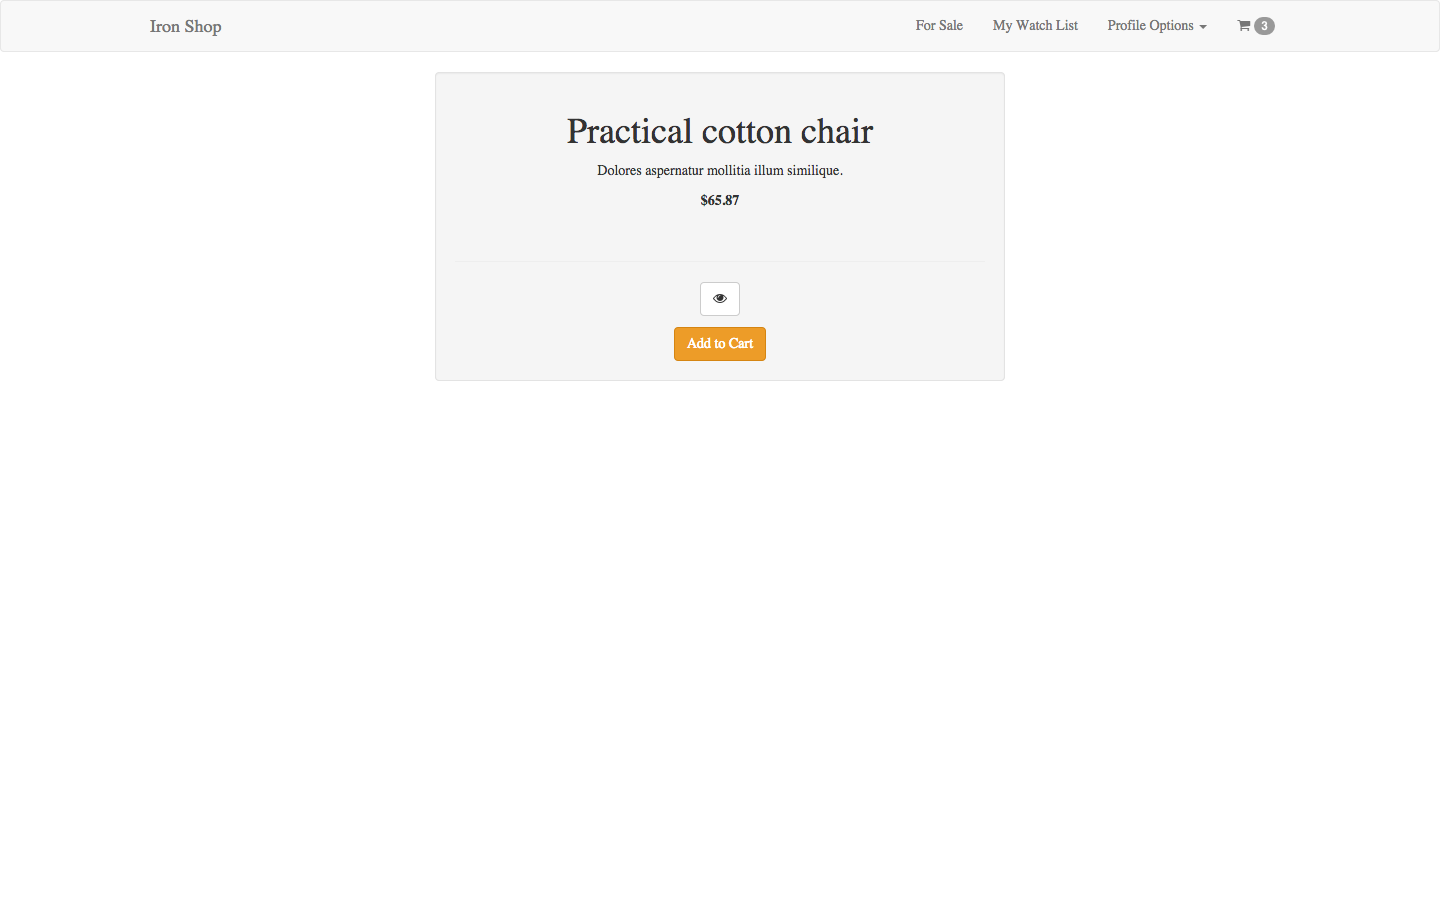 Iron Shop For Sale My Watch List Profile Options 3
Practical cotton chair
Dolores aspernatur mollitia illum similique.
$65.87
Add to Cart